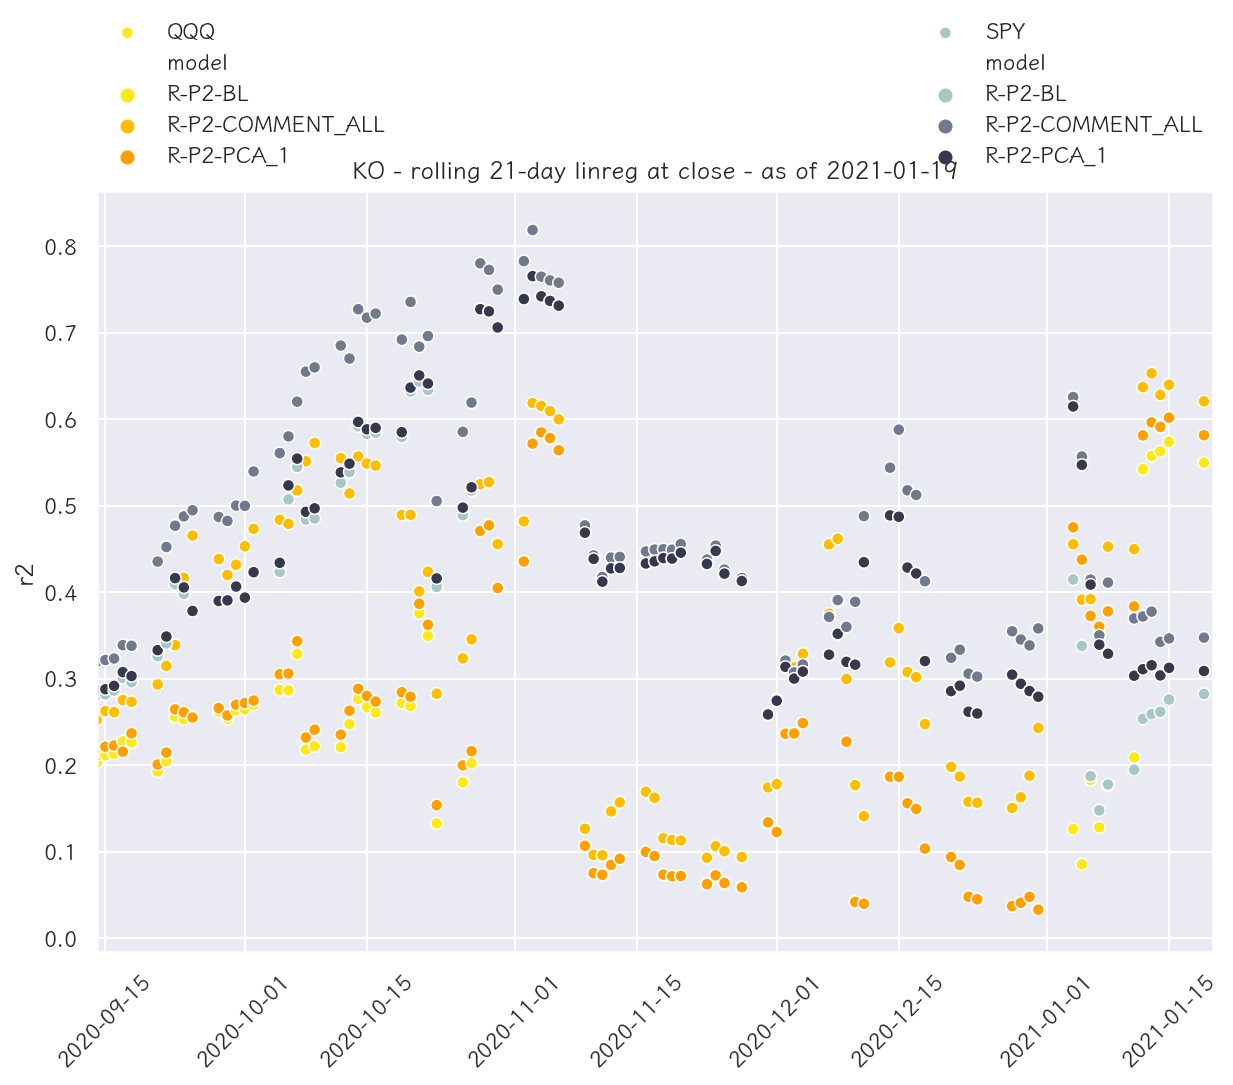 QQQ
model
R-P2-BL
R-P2-COMMENT_ALL
R-P2-PCA_1
SPY
model
R-P2-BL
R-P2-COMMENT_ALL
R-P2-PCA_1
KO - rolling 21-day linreg at close - as of 2021-01-19
r2
0.8
0.7
0.6
0.5
0.4
0.3
0.2
0.1
0.0
2020-09-15
2020-10-01
2020-10-15
2020-11-01
2020-11-15
2020-12-01
2020-12-15
2021-01-01
2021-01-15